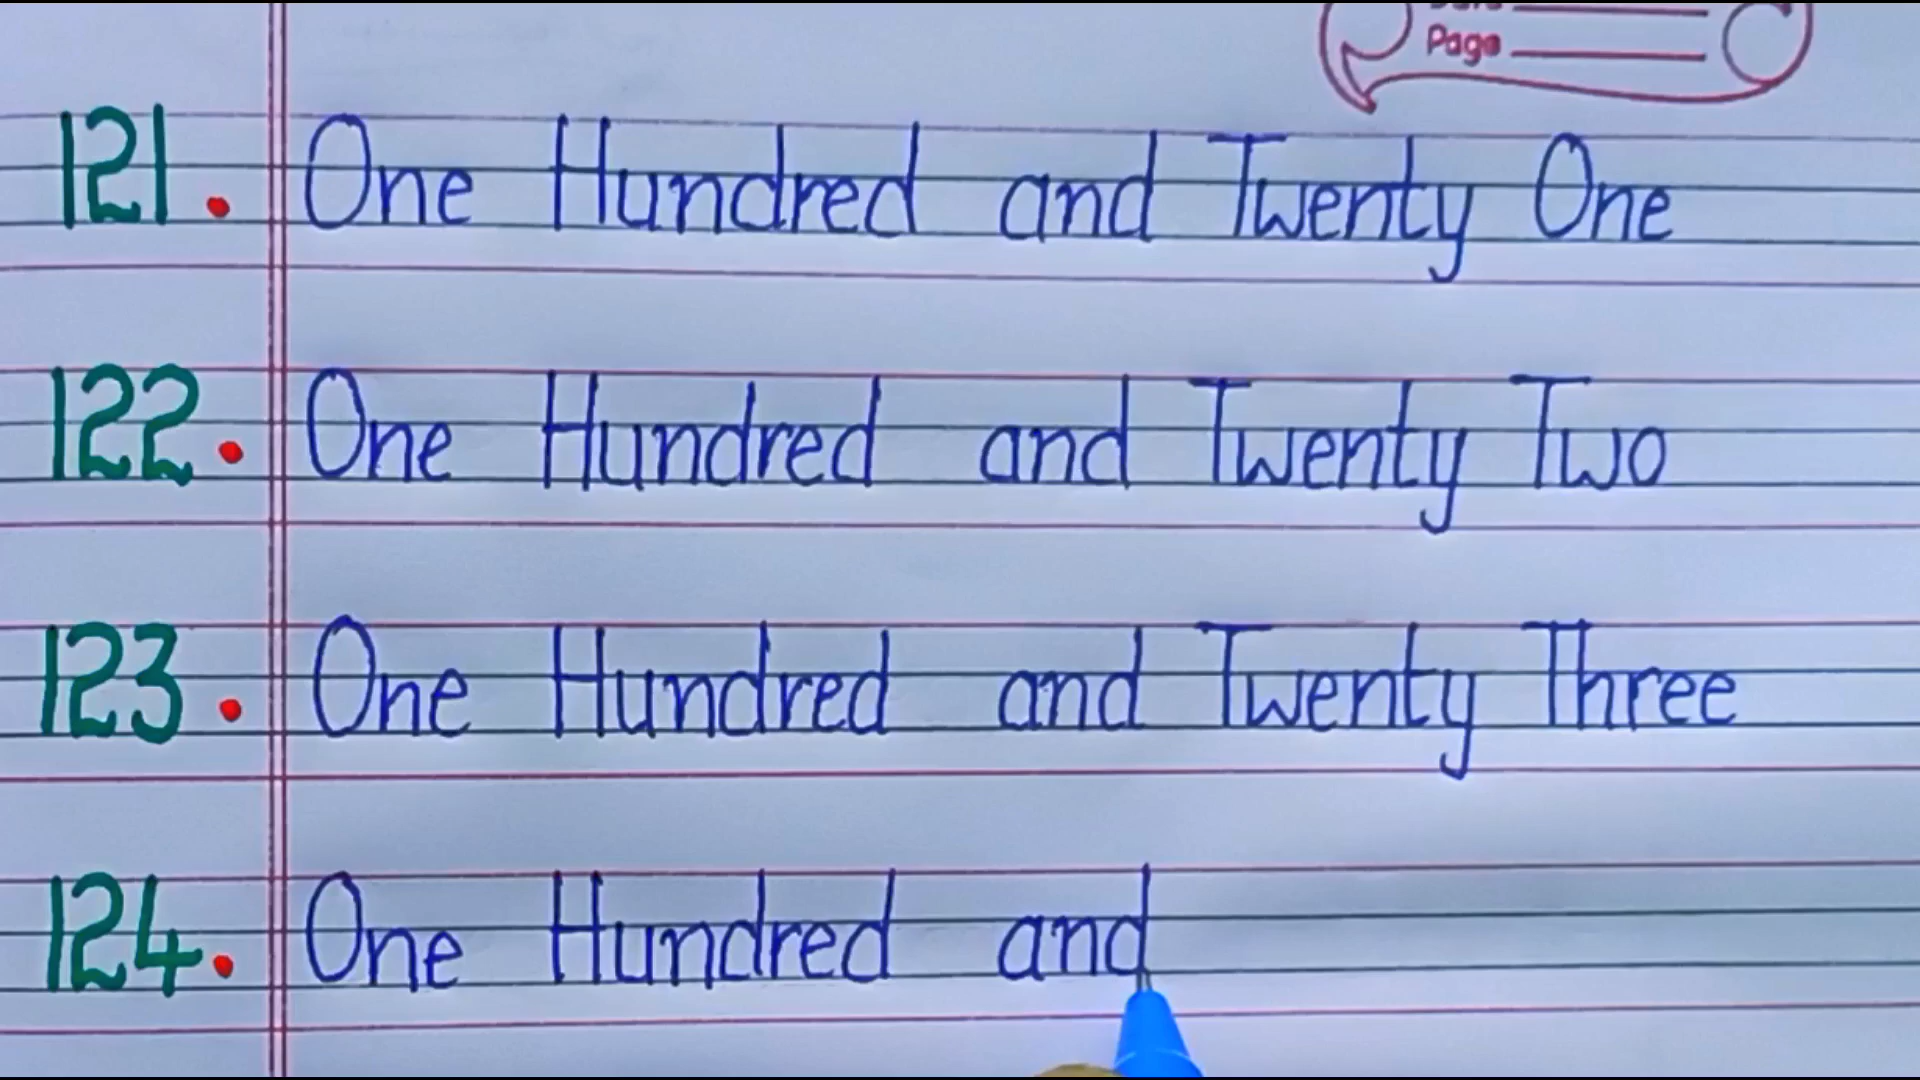 Page
121. One Hundred and Twenty One
122. One Hundred and Twenty Two
123. One Hundred and Twenty Three
124. One Hundred and